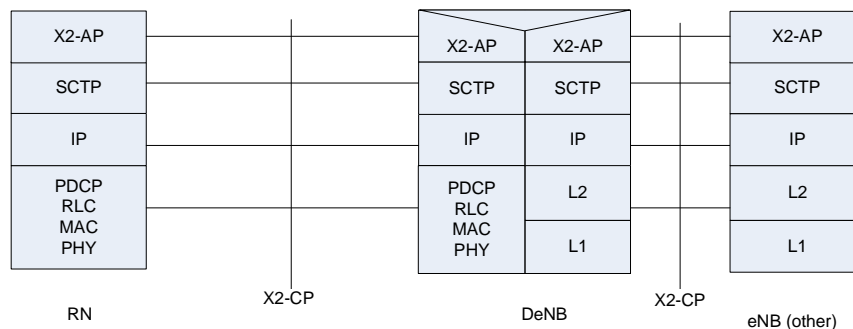 X2-AP
SCTP
IP
PDCP
RLC
MAC
PHY
RN
X2-CP
X2-AP X2-AP
SCTP SCTP
IP IP
PDCP
RLC
MAC
PHY
L2
L1
DeNB
X2-CP
X2-AP
SCTP
IP
L2
L1
eNB (other)